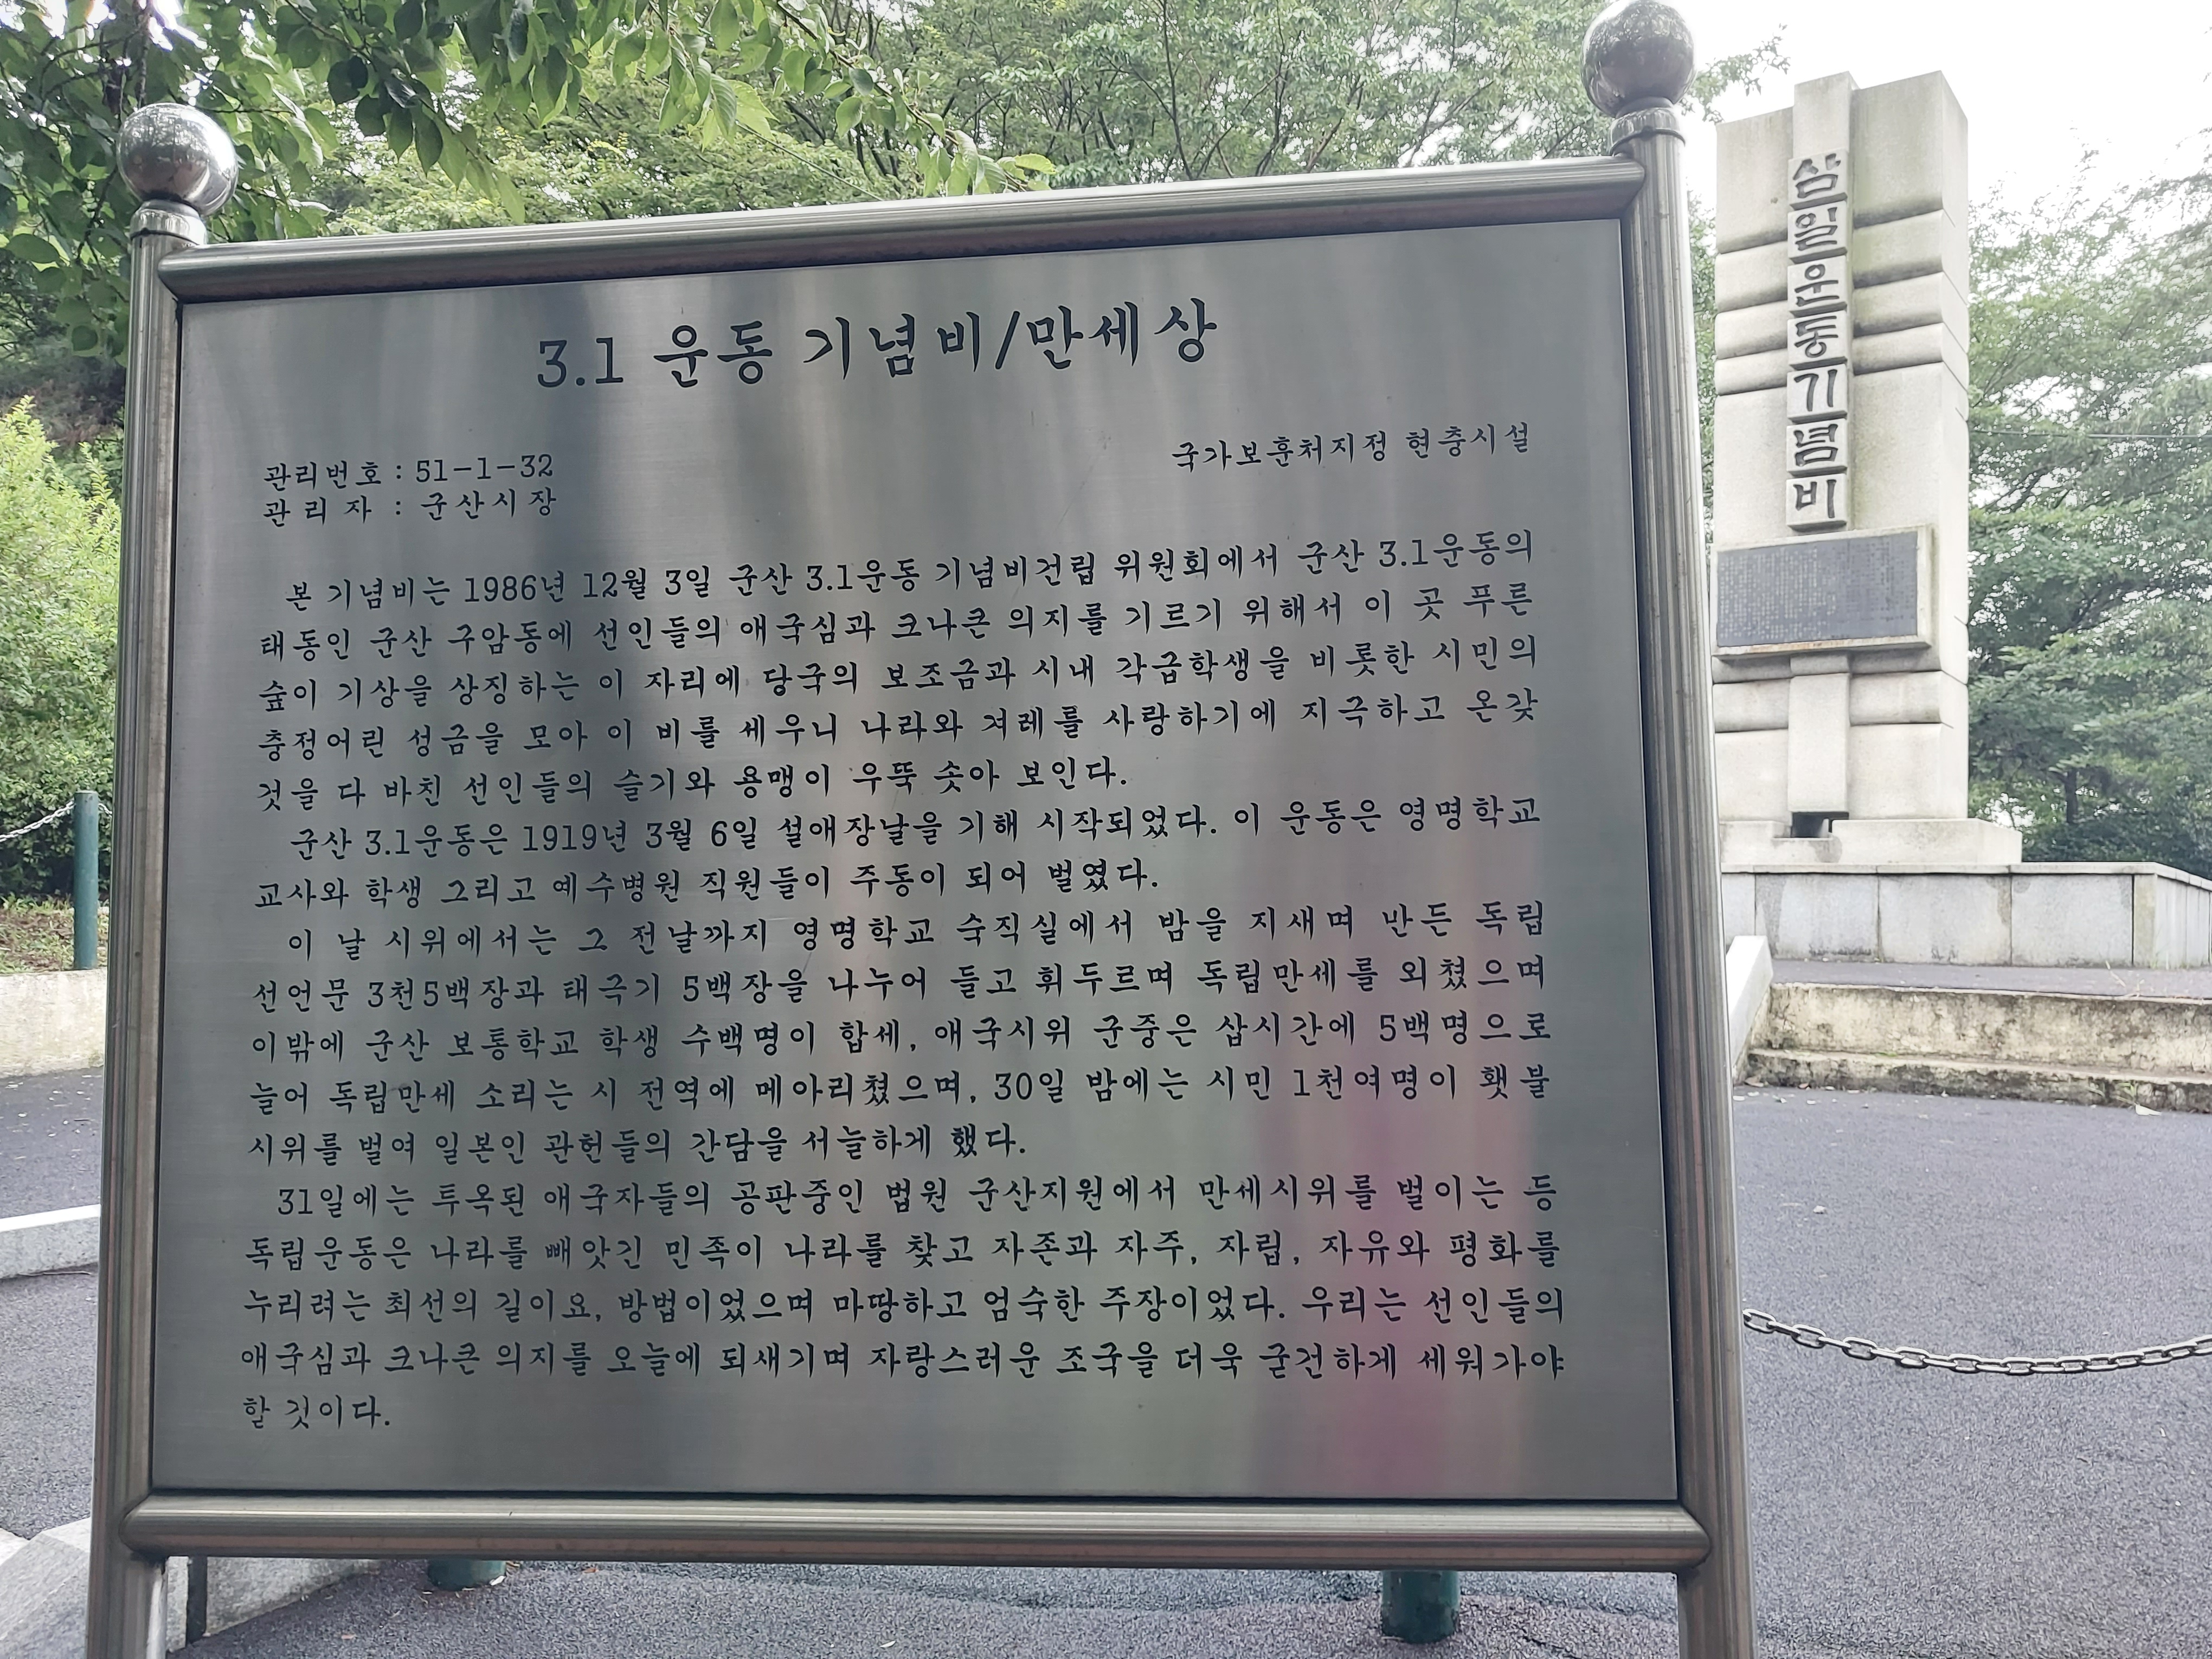 3.1 운동 기념비/만세상
관리번호 : 51-1-32
관 리 자 : 군산시장
국가보훈처지정 현충시설
본 기념비는 1986년 12월 3일 군산 3.1운동 기념비건립 위원회에서 군산 3.1운동의
태동인 군산 구암동에 선인들의 애국심과 크나큰 의지를 기르기 위해서 이 곳 푸른
숲이 기상을 상징하는 이 자리에 당국의 보조금과 시내 각급학생을 비롯한 시민의
충정어린 성금을 모아 이 비를 세우니 나라와 겨레를 사랑하기에 지극하고 온갖
것을 다 바친 선인들의 슬기와 용맹이 우뚝 솟아 보인다.
군산 3.1운동은 1919년 3월 6일 설애장날을 기해 시작되었다. 이 운동은 영명학교
교사와 학생 그리고 예수병원 직원들이 주동이 되어 벌였다.
이 날 시위에서는 그 전날까지 영명학교 숙직실에서 밤을 지새며 만든 독립
선언문 3천5백장과 태극기 5백장을 나누어 들고 휘두르며 독립만세를 외쳤으며
이밖에 군산 보통학교 학생 수백명이 합세, 애국시위 군중은 삽시간에 5백명으로
늘어 독립만세 소리는 시 전역에 메아리쳤으며, 30일 밤에는 시민 1천여명이 횃불
시위를 벌여 일본인 관헌들의 간담을 서늘하게 했다.
31일에는 투옥된 애국자들의 공판중인 법원 군산지원에서 만세시위를 벌이는 등
독립운동은 나라를 빼앗긴 민족이 나라를 찾고 자존과 자주, 자립, 자유와 평화를
누리려는 최선의 길이요, 방법이었으며 마땅하고 엄숙한 주장이었다. 우리는 선인들의
애국심과 크나큰 의지를 오늘에 되새기며 자랑스러운 조국을 더욱 굳건하게 세워가야
할 것이다.
삼일운동기념비